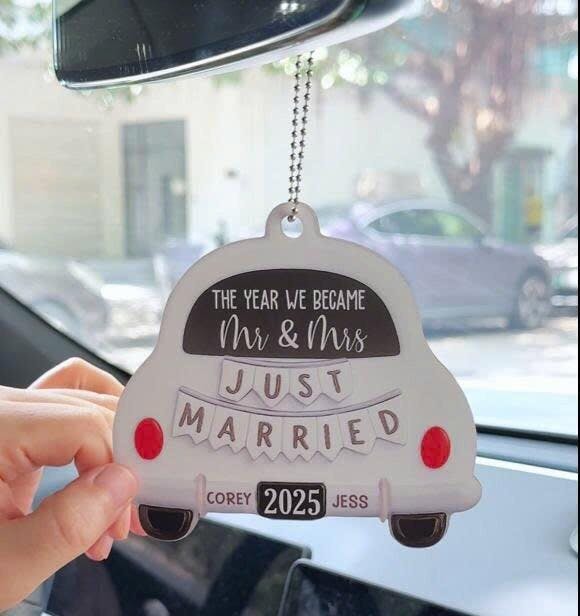 THE YEAR WE BECAME
Mr & Mrs
JUST
MARRIED
COREY 2025 JESS